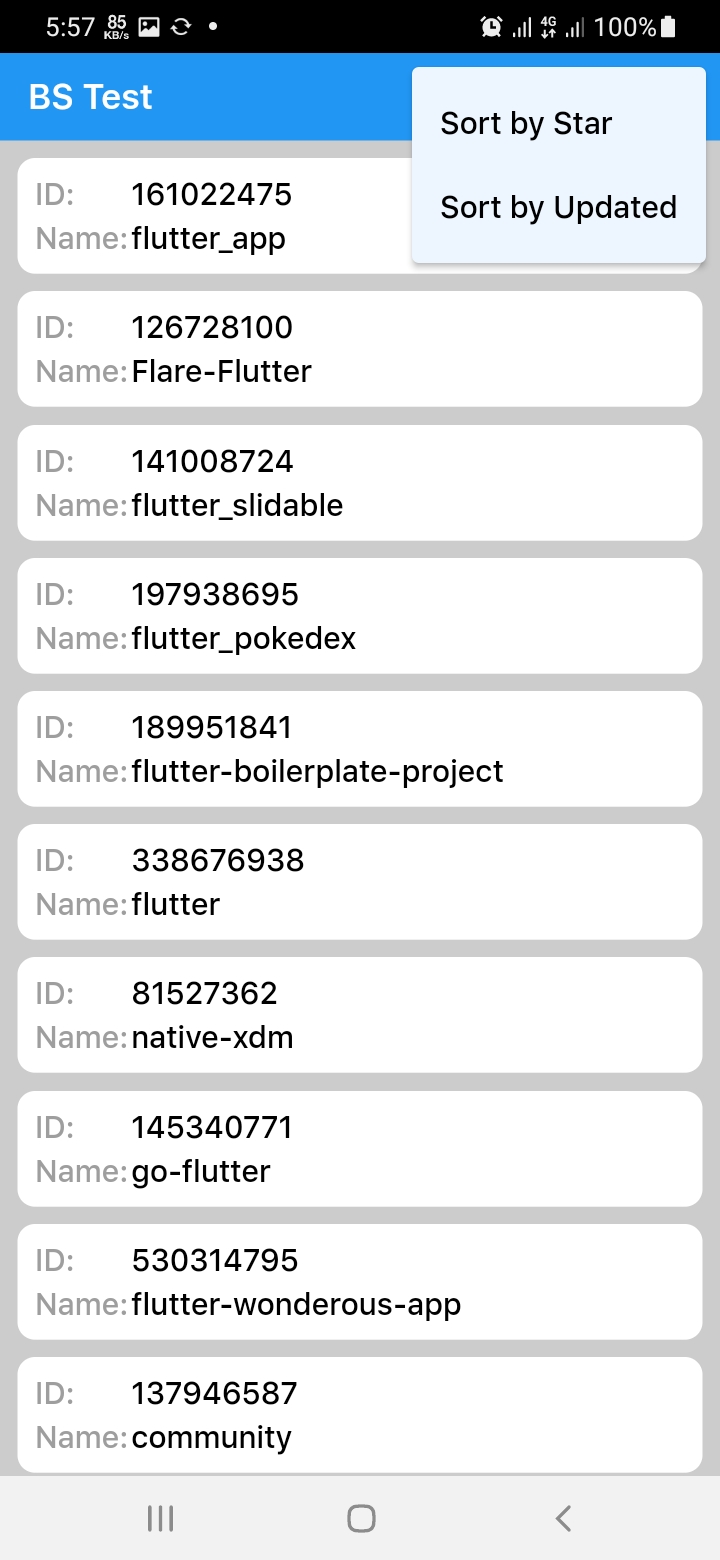 5:57 85 KB/s 4G 100%
BS Test
Sort by Star
Sort by Updated
ID: 161022475
Name: flutter_app
ID: 126728100
Name: Flare-Flutter
ID: 141008724
Name: flutter_slidable
ID: 197938695
Name: flutter_pokedex
ID: 189951841
Name: flutter-boilerplate-project
ID: 338676938
Name: flutter
ID: 81527362
Name: native-xdm
ID: 145340771
Name: go-flutter
ID: 530314795
Name: flutter-wonderous-app
ID: 137946587
Name: community